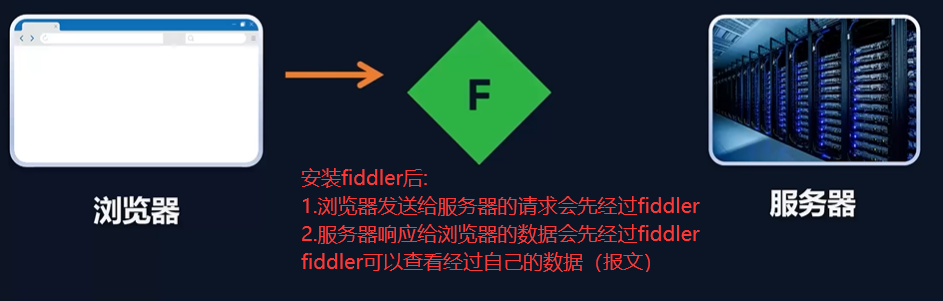 F
安装fiddler后:
1.浏览器发送给服务器的请求会先经过fiddler
2.服务器响应给浏览器的数据会先经过fiddler
fiddler可以查看经过自己的数据（报文）
浏览器
服务器